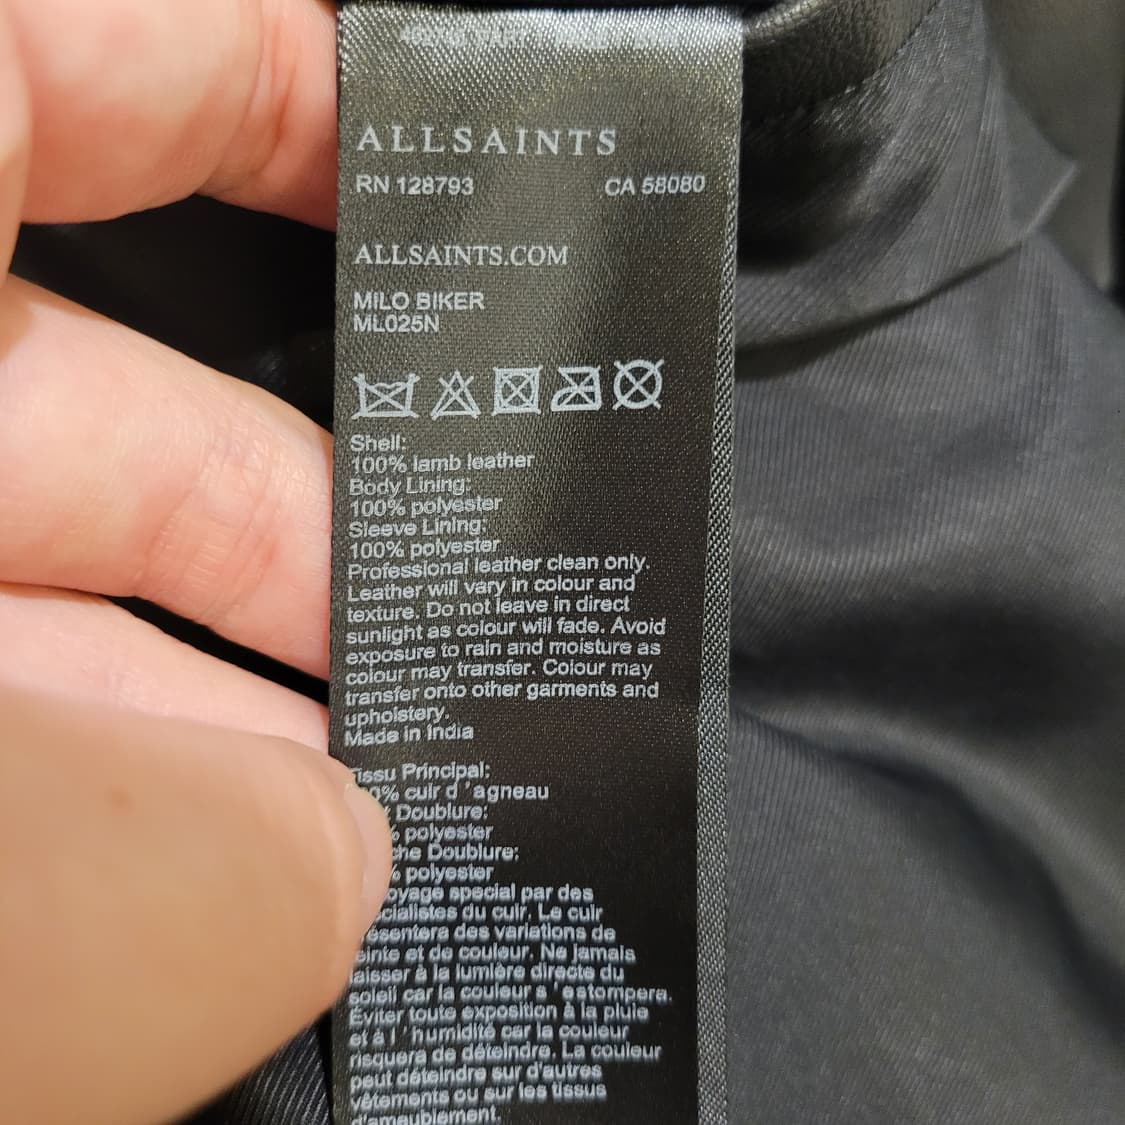 ALLSAINTS
RN 128793 CA 58080
ALLSAINTS.COM
MILO BIKER
ML025N
Shell:
100% lamb leather
Body Lining:
100% polyester
Sleeve Lining:
100% polyester
Professional leather clean only.
Leather will vary in colour and
texture. Do not leave in direct
sunlight as colour will fade. Avoid
exposure to rain and moisture as
colour may transfer. Colour may
transfer onto other garments and
upholstery.
Made in India
Tissu Principal:
% cuir d'agneau
Doublure:
% polyester
Doublure:
% polyester
special par des
du cuir. Le cuir
des variations de
et de couleur. Ne jamais
laisser à la lumière directe du
soleil car la couleur s'estompera.
Éviter toute exposition à la pluie
et à l'humidité car la couleur
risquera de déteindre. La couleur
peut déteindre sur d'autres
vêtements ou sur les tissus
d'ameublement.